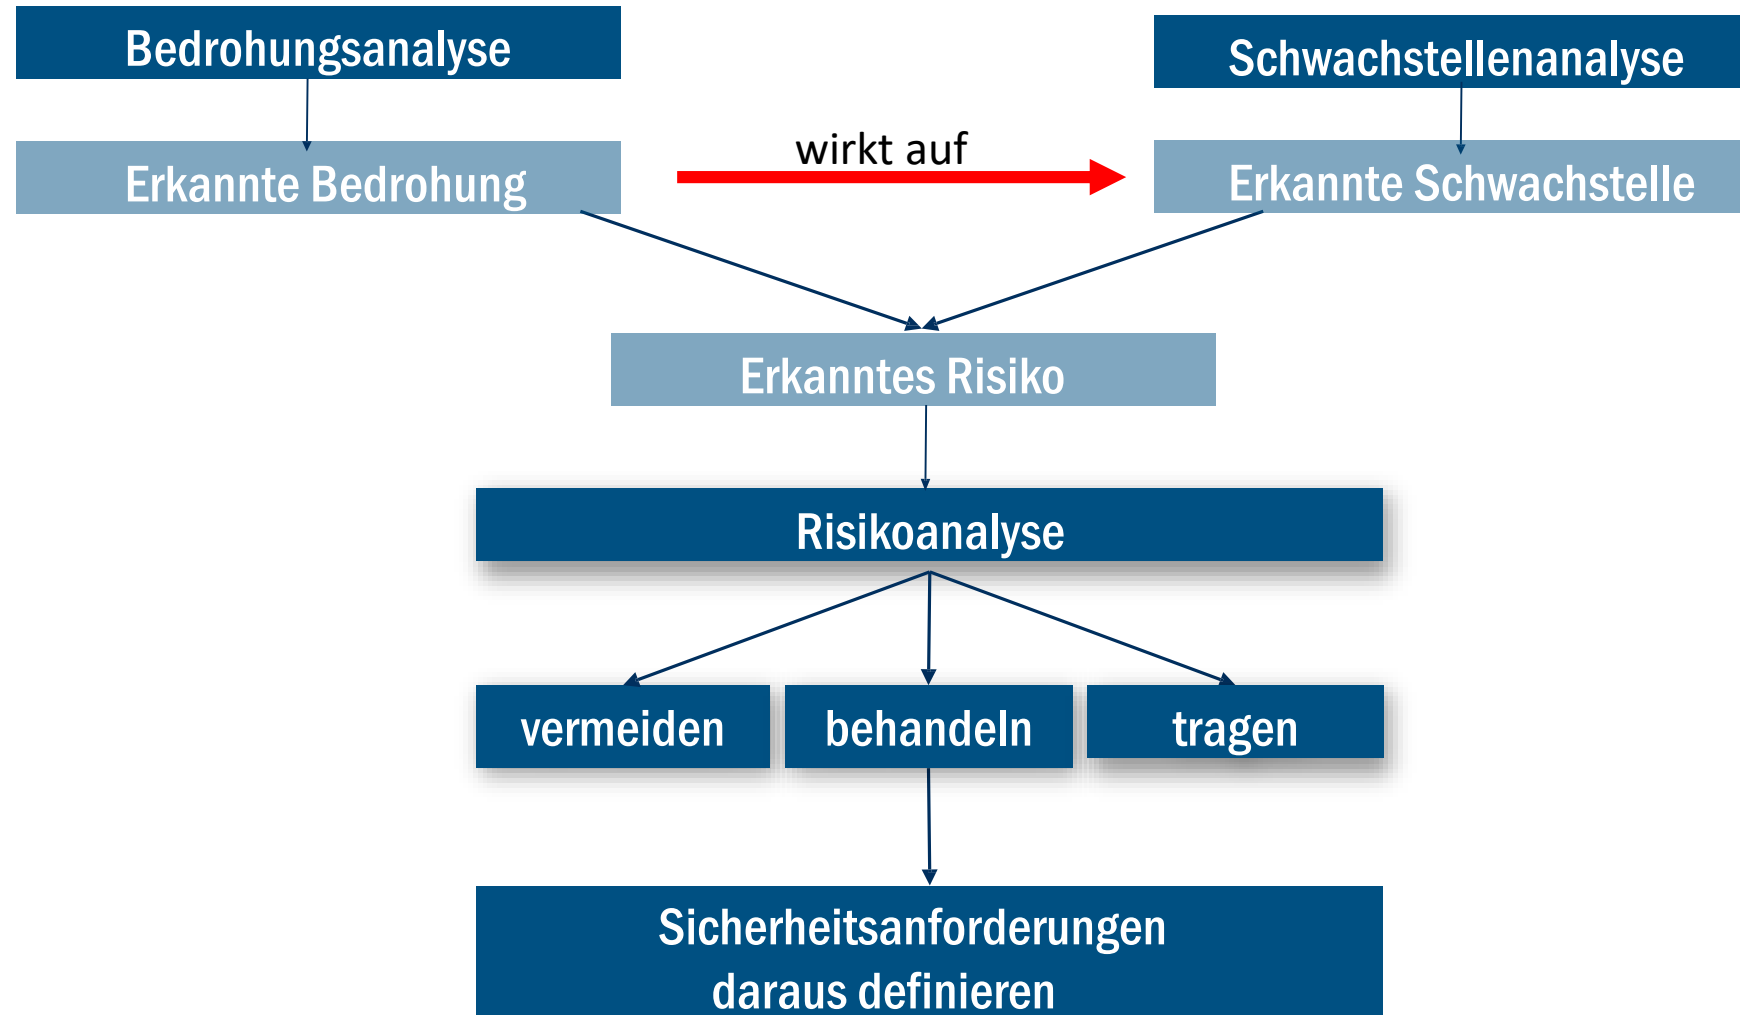 Bedrohungsanalyse
Schwachstellenanalyse
wirkt auf
Erkannte Bedrohung
Erkannte Schwachstelle
Erkanntes Risiko
Risikoanalyse
vermeiden
behandeln
tragen
Sicherheitsanforderungen
daraus definieren